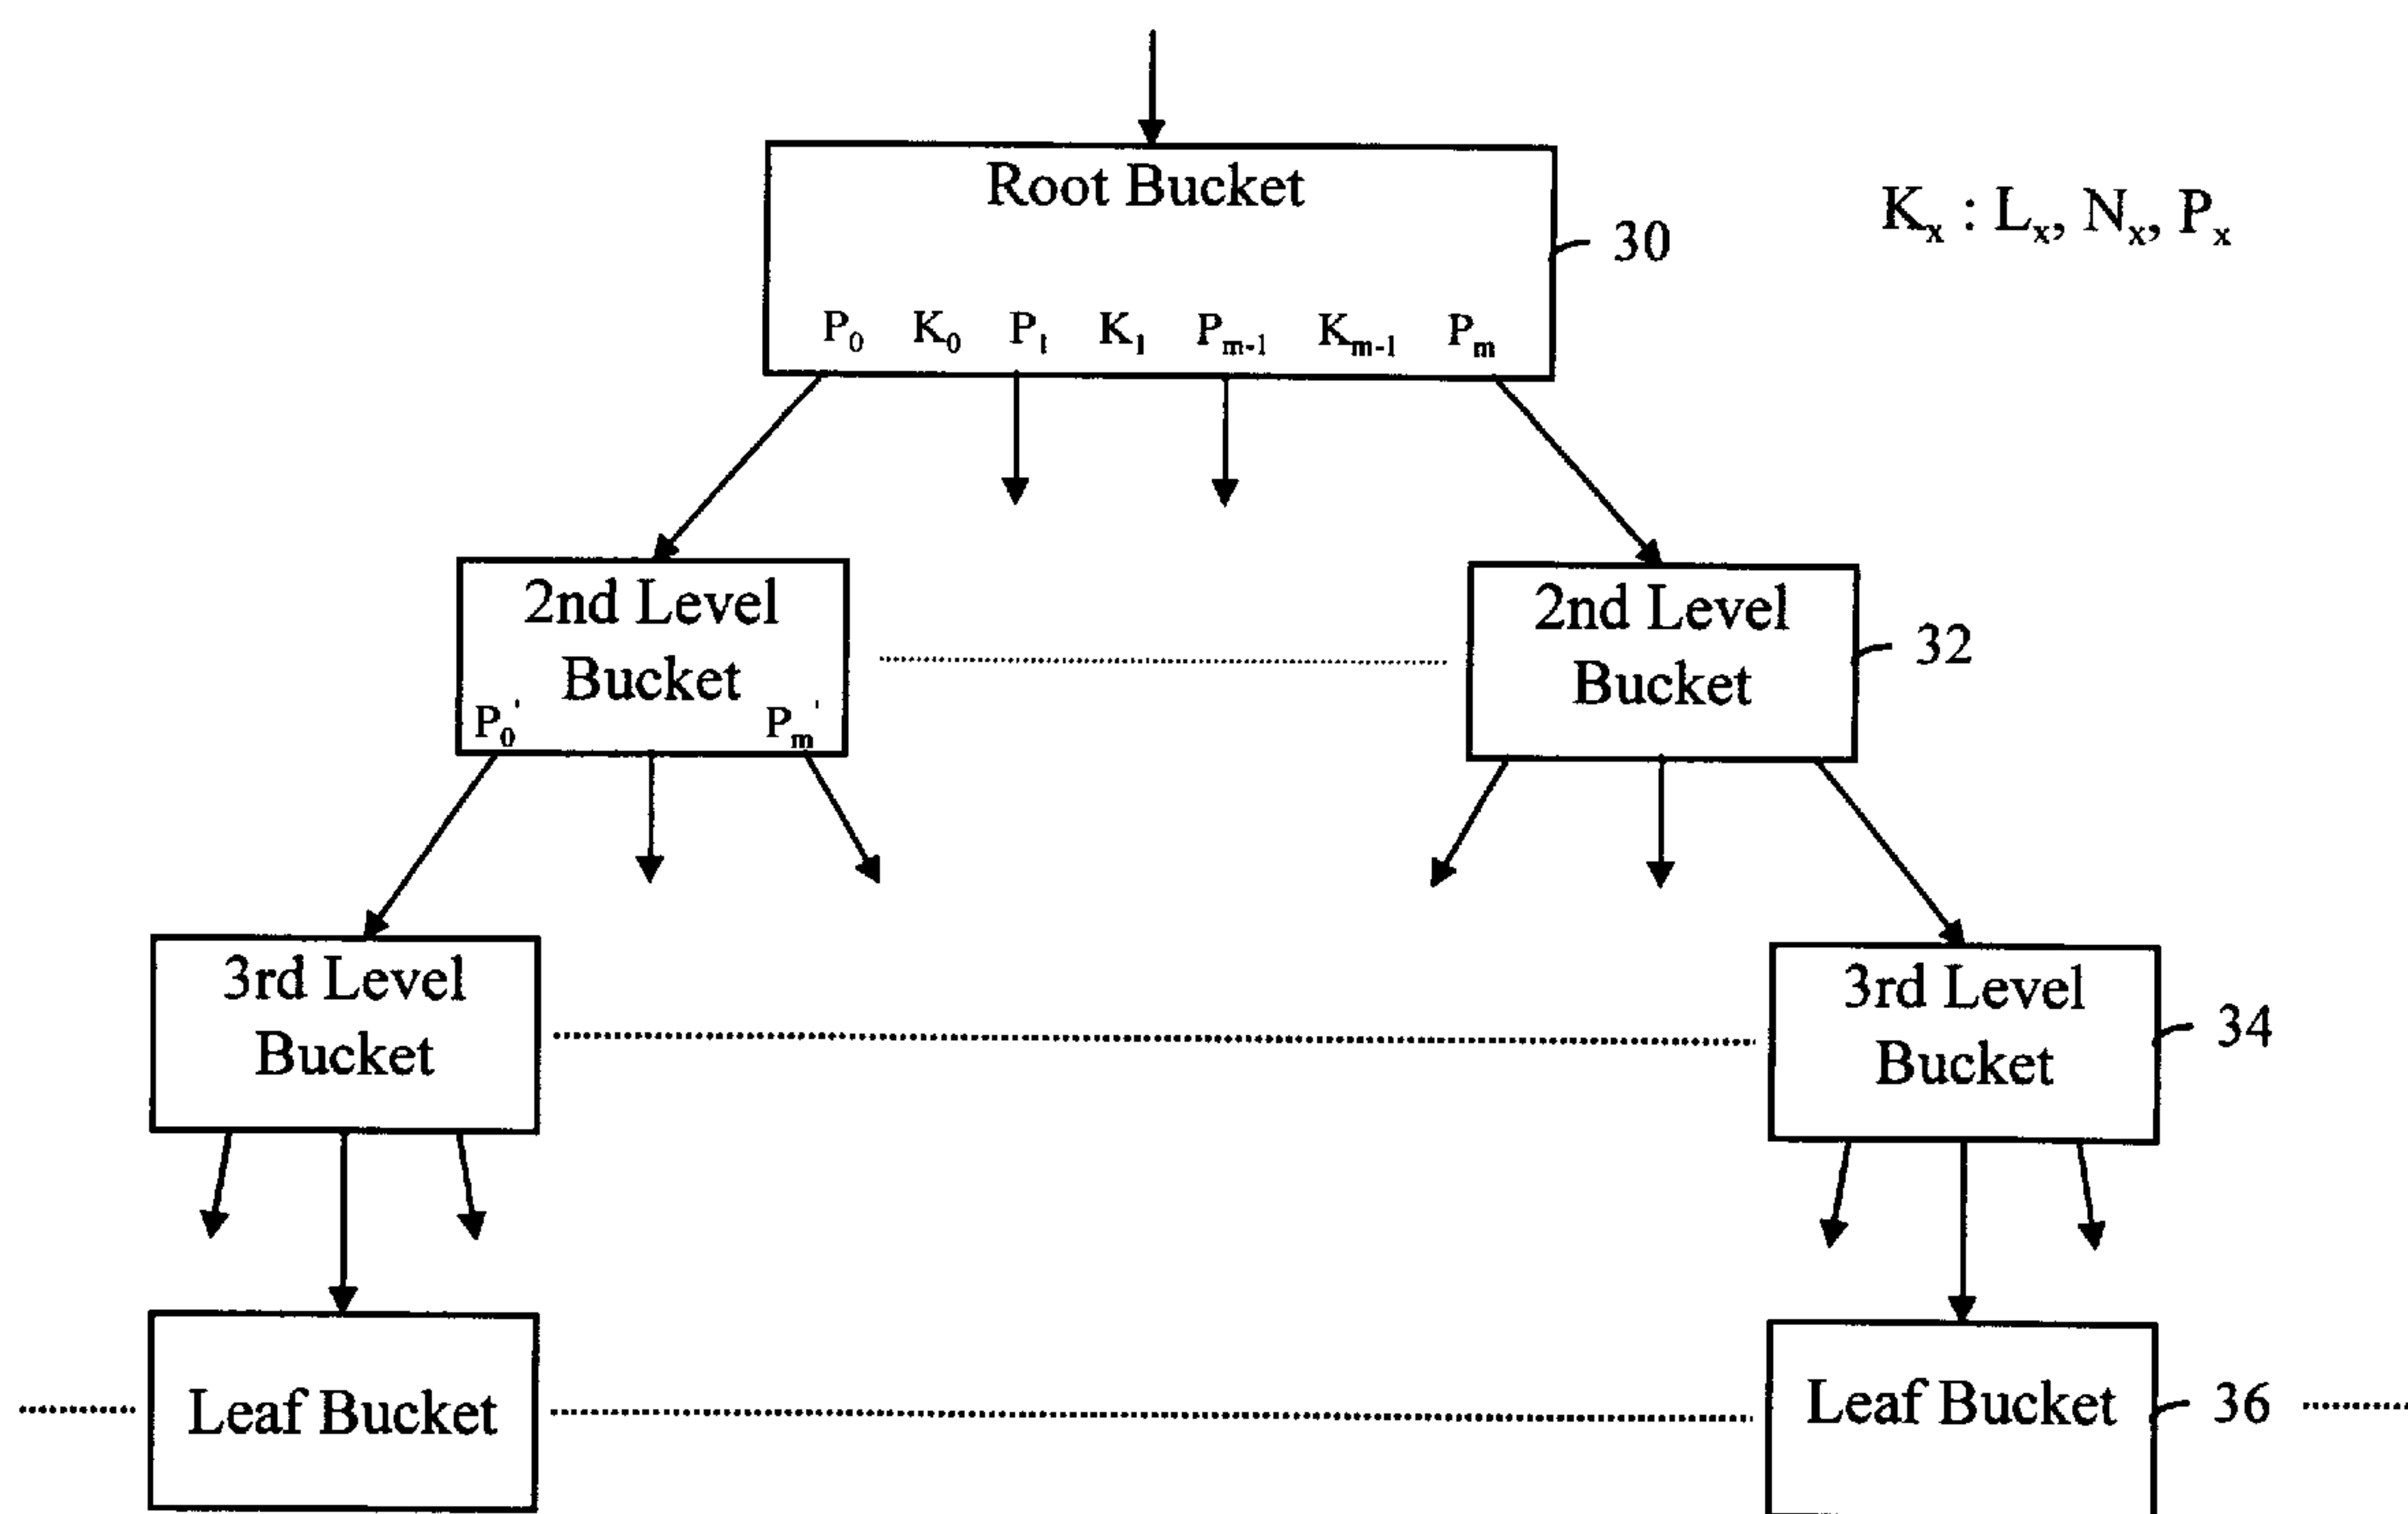 Root Bucket
30
Kₓ : Lₓ, Nₓ, Pₓ
P₀ K₀ P₁ K₁ Pₘ₋₁ Kₘ₋₁ Pₘ
2nd Level
Bucket
P₀' Pₘ'
2nd Level
Bucket
32
3rd Level
Bucket
3rd Level
Bucket
34
Leaf Bucket
Leaf Bucket
36